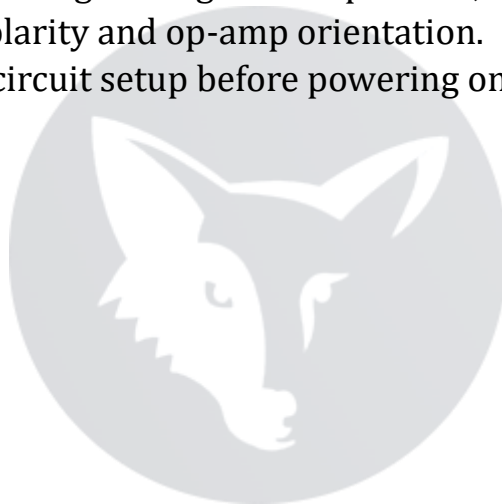 olarity and op-amp orientation.
circuit setup before powering on